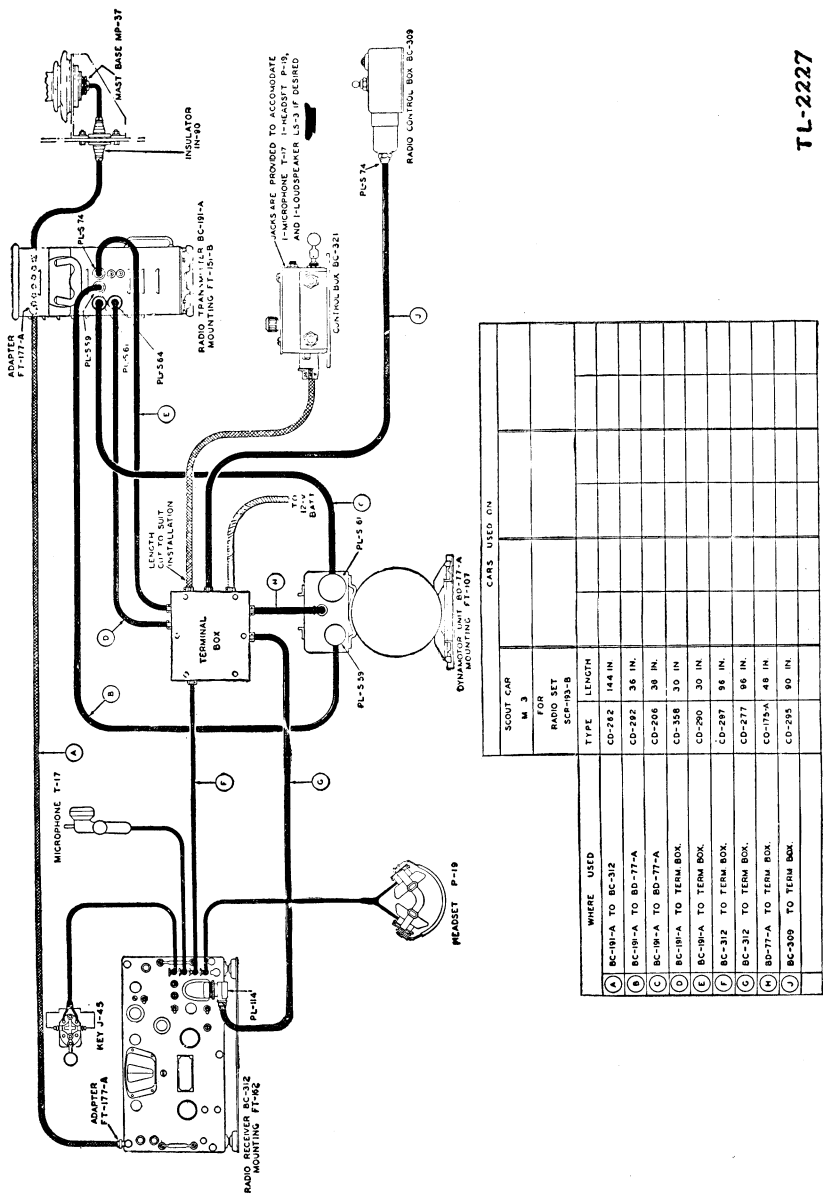 TL-2227
MAST BASE MP-37
INSULATOR
IN-90
ADAPTER
FT-177-A
PL-S59
PL-S61
PL-S64
PL-S74
RADIO TRANSMITTER BC-191-A
MOUNTING FT-151-B
JACKS ARE PROVIDED TO ACCOMODATE
1-MICROPHONE T-17 1-HEADSET P-19,
AND 1-LOUDSPEAKER LS-3 IF DESIRED
CONTROL BOX BC-321
PL-S74
RADIO CONTROL BOX BC-309
LENGTH
CUT TO SUIT
INSTALLATION
TO
12-V
BATT
TERMINAL
BOX
PL-S61
PL-S59
DYNAMOTOR UNIT BD-77-A
MOUNTING FT-107
A
B
C
D
E
F
G
H
J
MICROPHONE T-17
KEY J-45
HEADSET P-19
ADAPTER
FT-177-A
PL-114
RADIO RECEIVER BC-312
MOUNTING FT-162
CARS USED ON
SCOUT CAR
M 3
FOR
RADIO SET
SCR-193-B
WHERE USED TYPE LENGTH
A BC-191-A TO BC-312 CD-262 144 IN.
B BC-191-A TO BD-77-A CD-292 36 IN.
C BC-191-A TO BD-77-A CD-206 38 IN.
D BC-191-A TO TERM. BOX. CD-358 30 IN
E BC-191-A TO TERM BOX. CD-290 30 IN.
F BC-312 TO TERM. BOX. CD-297 96 IN.
G BC-312 TO TERM BOX. CD-277 96 IN.
H BD-77-A TO TERM BOX. CO-175-A 48 IN.
J BC-309 TO TERM BOX. CD-295 90 IN.